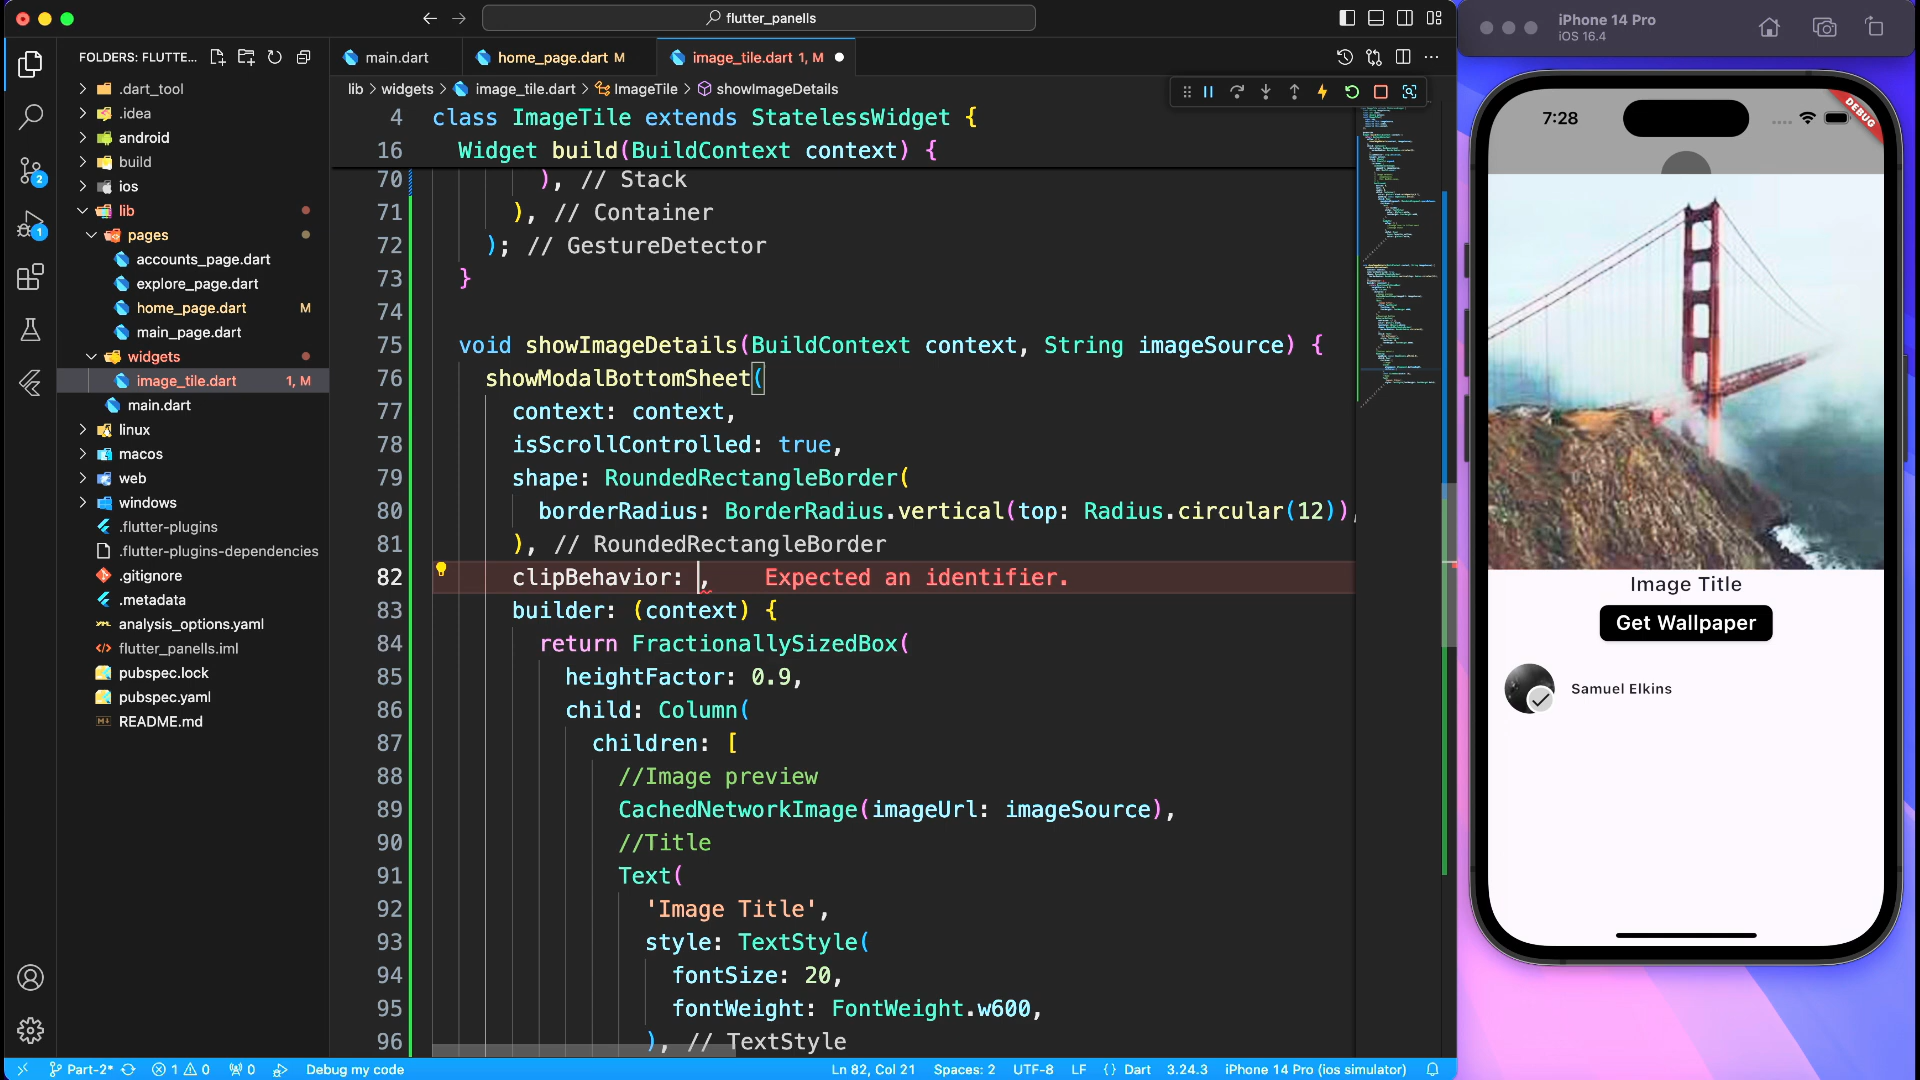 flutter_panells
iPhone 14 Pro
iOS 16.4
FOLDERS: FLUTTE...
main.dart
home_page.dart M
image_tile.dart 1, M
lib > widgets > image_tile.dart > ImageTile > showImageDetails
.dart_tool
.idea
android
build
ios
lib
pages
accounts_page.dart
explore_page.dart
home_page.dart M
main_page.dart
widgets
image_tile.dart 1, M
main.dart
linux
macos
web
windows
.flutter-plugins
.flutter-plugins-dependencies
.gitignore
.metadata
analysis_options.yaml
flutter_panells.iml
pubspec.lock
pubspec.yaml
README.md
2
1
4 class ImageTile extends StatelessWidget {
16 Widget build(BuildContext context) {
70 ), // Stack
71 ), // Container
72 ); // GestureDetector
73 }
74
75 void showImageDetails(BuildContext context, String imageSource) {
76 showModalBottomSheet(
77 context: context,
78 isScrollControlled: true,
79 shape: RoundedRectangleBorder(
80 borderRadius: BorderRadius.vertical(top: Radius.circular(12)),
81 ), // RoundedRectangleBorder
82 clipBehavior: , Expected an identifier.
83 builder: (context) {
84 return FractionallySizedBox(
85 heightFactor: 0.9,
86 child: Column(
87 children: [
88 //Image preview
89 CachedNetworkImage(imageUrl: imageSource),
90 //Title
91 Text(
92 'Image Title',
93 style: TextStyle(
94 fontSize: 20,
95 fontWeight: FontWeight.w600,
96 ), // TextStyle
7:28
DEBUG
Image Title
Get Wallpaper
Samuel Elkins
Part-2* 1 0 0 Debug my code
Ln 82, Col 21 Spaces: 2 UTF-8 LF {} Dart 3.24.3 iPhone 14 Pro (ios simulator)